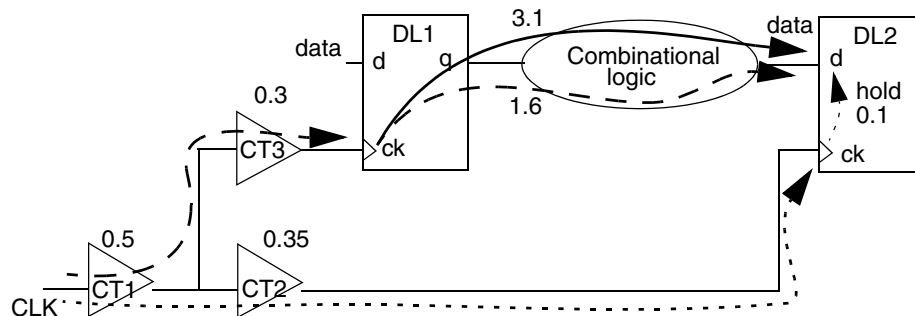 3.1
data
DL1
data
DL2
d
q
Combinational
logic
d
hold
0.1
0.3
1.6
CT3
ck
ck
0.5
0.35
CT1
CT2
CLK